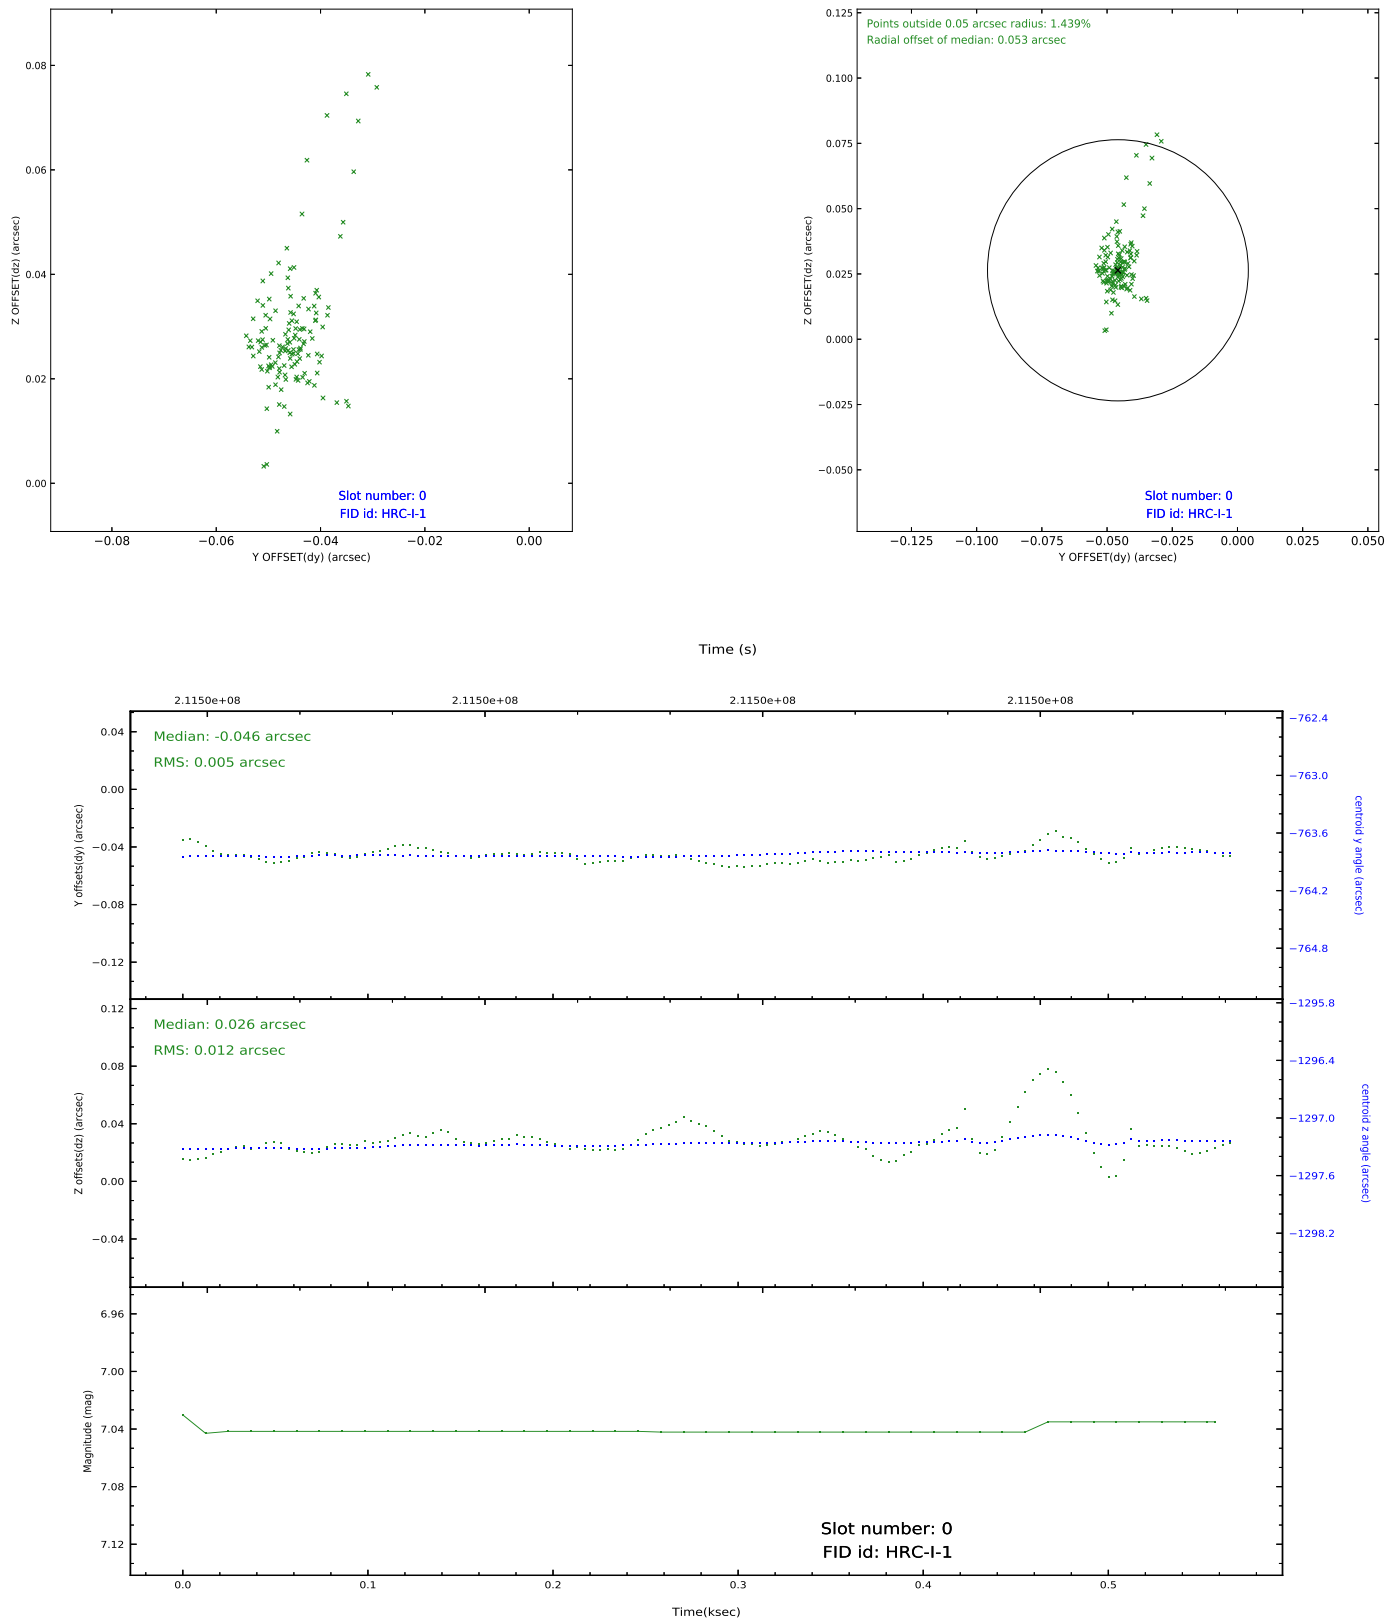 0.08
0.06
0.04
0.02
0.00
Z OFFSET(dz) (arcsec)
−0.08
−0.06
−0.04
−0.02
0.00
Y OFFSET(dy) (arcsec)
Slot number: 0
FID id: HRC-I-1
Points outside 0.05 arcsec radius: 1.439%
Radial offset of median: 0.053 arcsec
0.125
0.100
0.075
0.050
0.025
0.000
−0.025
−0.050
Z OFFSET(dz) (arcsec)
−0.125
−0.100
−0.075
−0.050
−0.025
0.000
0.025
0.050
Y OFFSET(dy) (arcsec)
Slot number: 0
FID id: HRC-I-1
Time (s)
2.1150e+08
2.1150e+08
2.1150e+08
2.1150e+08
Median: -0.046 arcsec
RMS: 0.005 arcsec
0.04
0.00
−0.04
−0.08
−0.12
Y offsets(dy) (arcsec)
−762.4
−763.0
−763.6
−764.2
−764.8
centroid y angle (arcsec)
Median: 0.026 arcsec
RMS: 0.012 arcsec
0.12
0.08
0.04
0.00
−0.04
Z offsets(dz) (arcsec)
−1295.8
−1296.4
−1297.0
−1297.6
−1298.2
centroid z angle (arcsec)
6.96
7.00
7.04
7.08
7.12
Magnitude (mag)
Slot number: 0
FID id: HRC-I-1
0.0
0.1
0.2
0.3
0.4
0.5
Time(ksec)